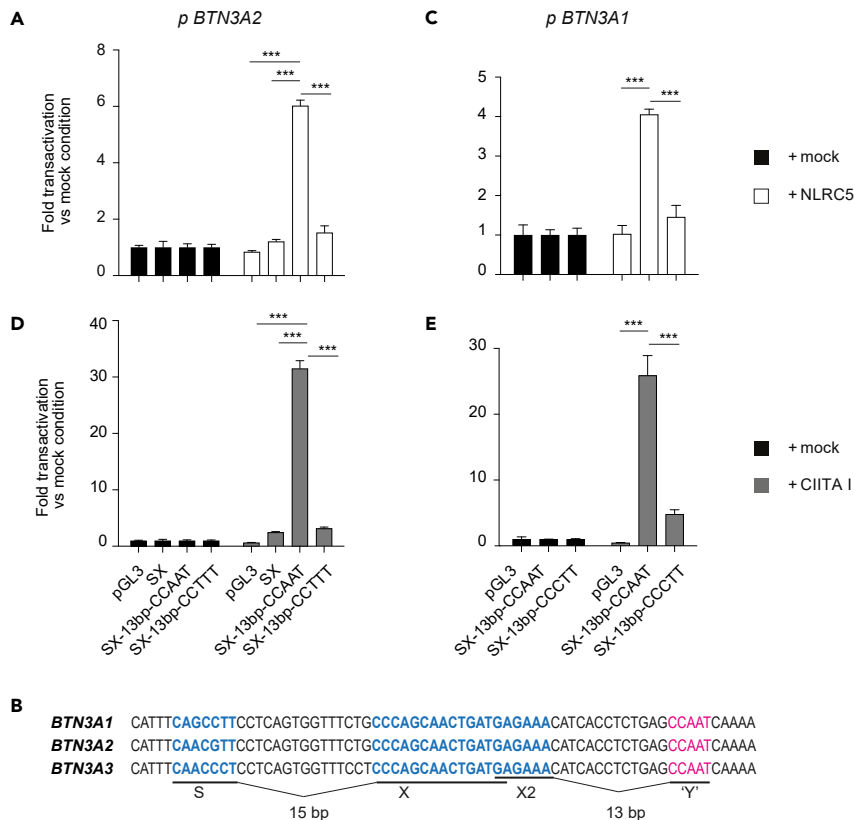 A
p BTN3A2
C
p BTN3A1
Fold transactivation
vs mock condition
8
6
4
2
0
***
***
***
5
4
3
2
1
0
***
***
+ mock
+ NLRC5
D
E
Fold transactivation
vs mock condition
40
30
20
10
0
***
***
***
20
10
0
***
***
+ mock
+ CIITA I
pGL3
SX
SX-13bp-CCAAT
SX-13bp-CCTTT
pGL3
SX
SX-13bp-CCAAT
SX-13bp-CCTTT
pGL3
SX-13bp-CCAAT
SX-13bp-CCCTT
pGL3
SX-13bp-CCAAT
SX-13bp-CCCTT
B
BTN3A1 CATTTCAGCCTTCCTCAGTGGTTTCTGCCCAGCAACTGATGAGAAACATCACCTCTGAGCCAATCAAAA
BTN3A2 CATTTCAACGTTCCTCAGTGGTTTCTGCCCAGCAACTGATGAGAAACATCACCTCTGAGCCAATCAAAA
BTN3A3 CATTTCAACCCTCCTCAGTGGTTTCCTCCCAGCAACTGATGAGAAACATCACCTCTGAGCCAATCAAAA
S X X2 'Y'
15 bp 13 bp